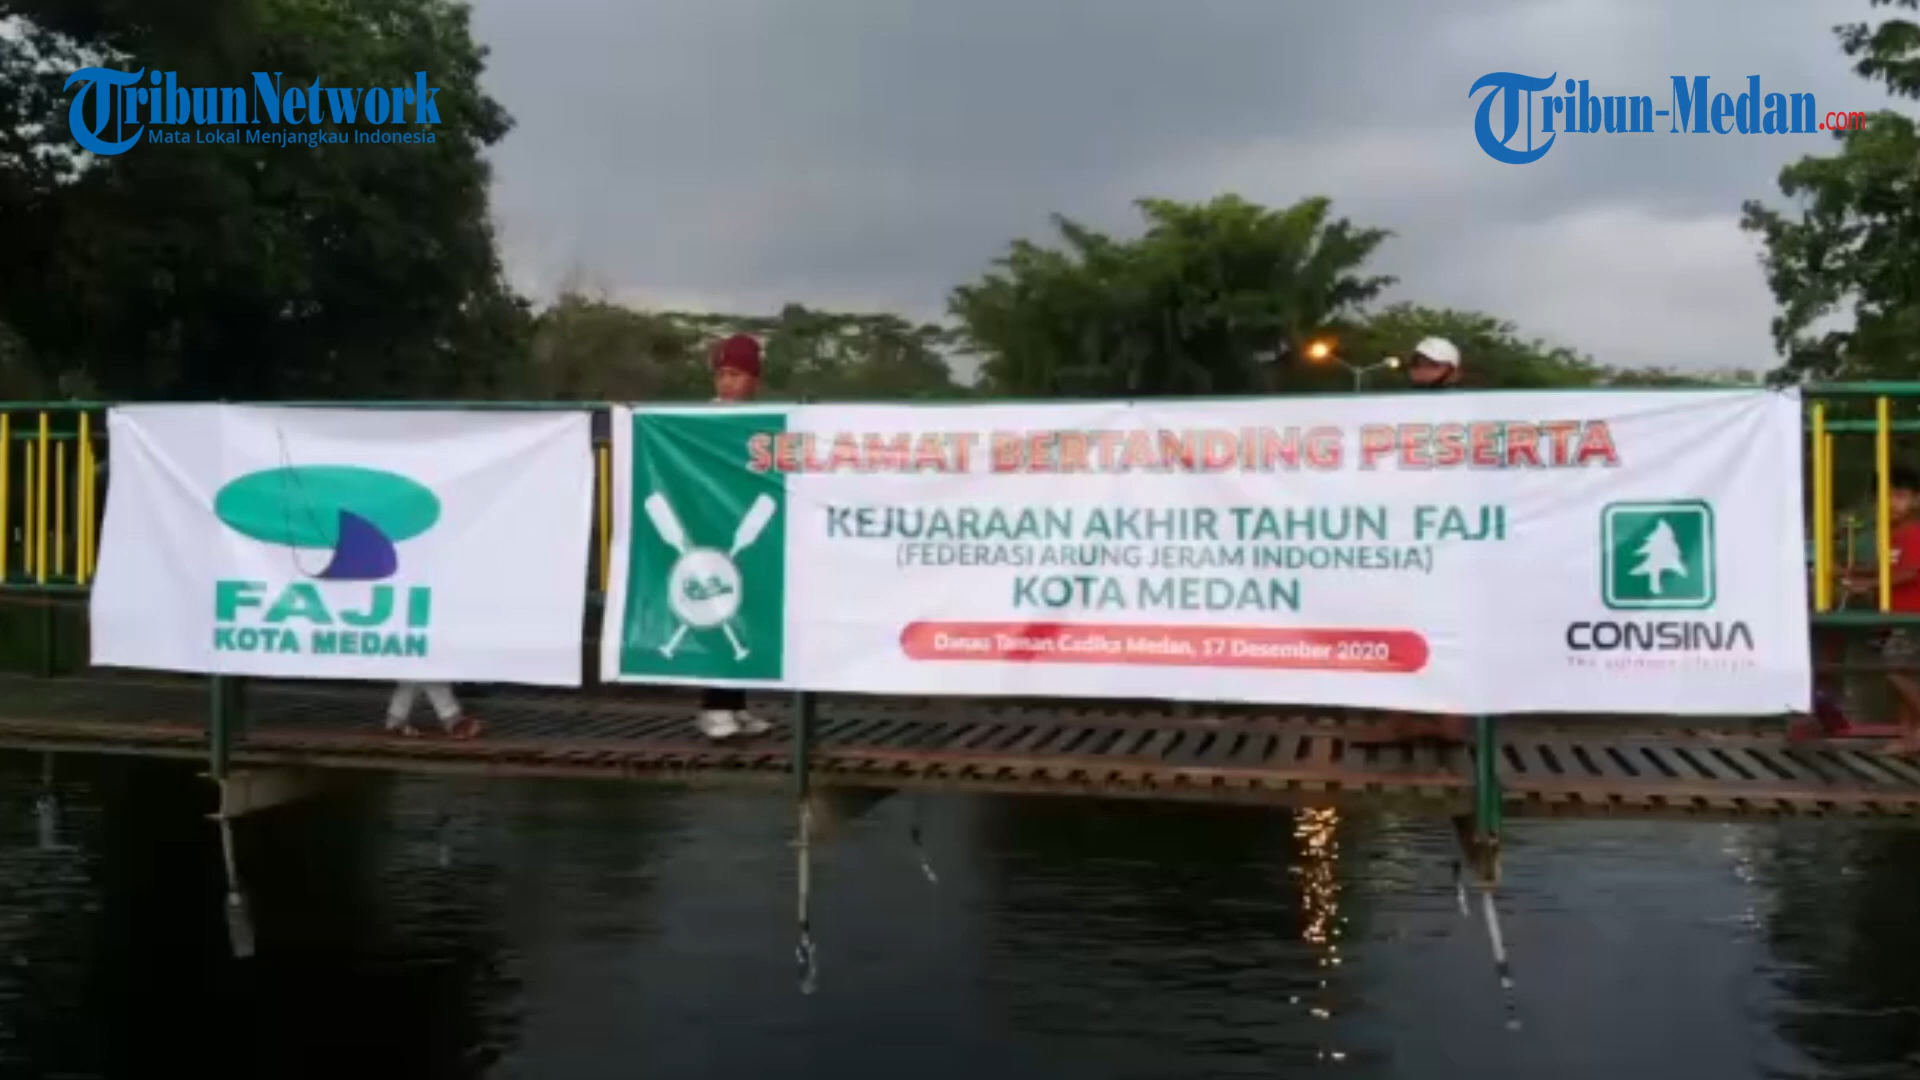 TribunNetwork
Mata Lokal Menjangkau Indonesia
Tribun-Medan.com
FAJI
KOTA MEDAN
SELAMAT BERTANDING PESERTA
KEJUARAAN AKHIR TAHUN FAJI
(FEDERASI ARUNG JERAM INDONESIA)
KOTA MEDAN
Danau Taman Cadika Medan, 17 Desember 2020
CONSINA